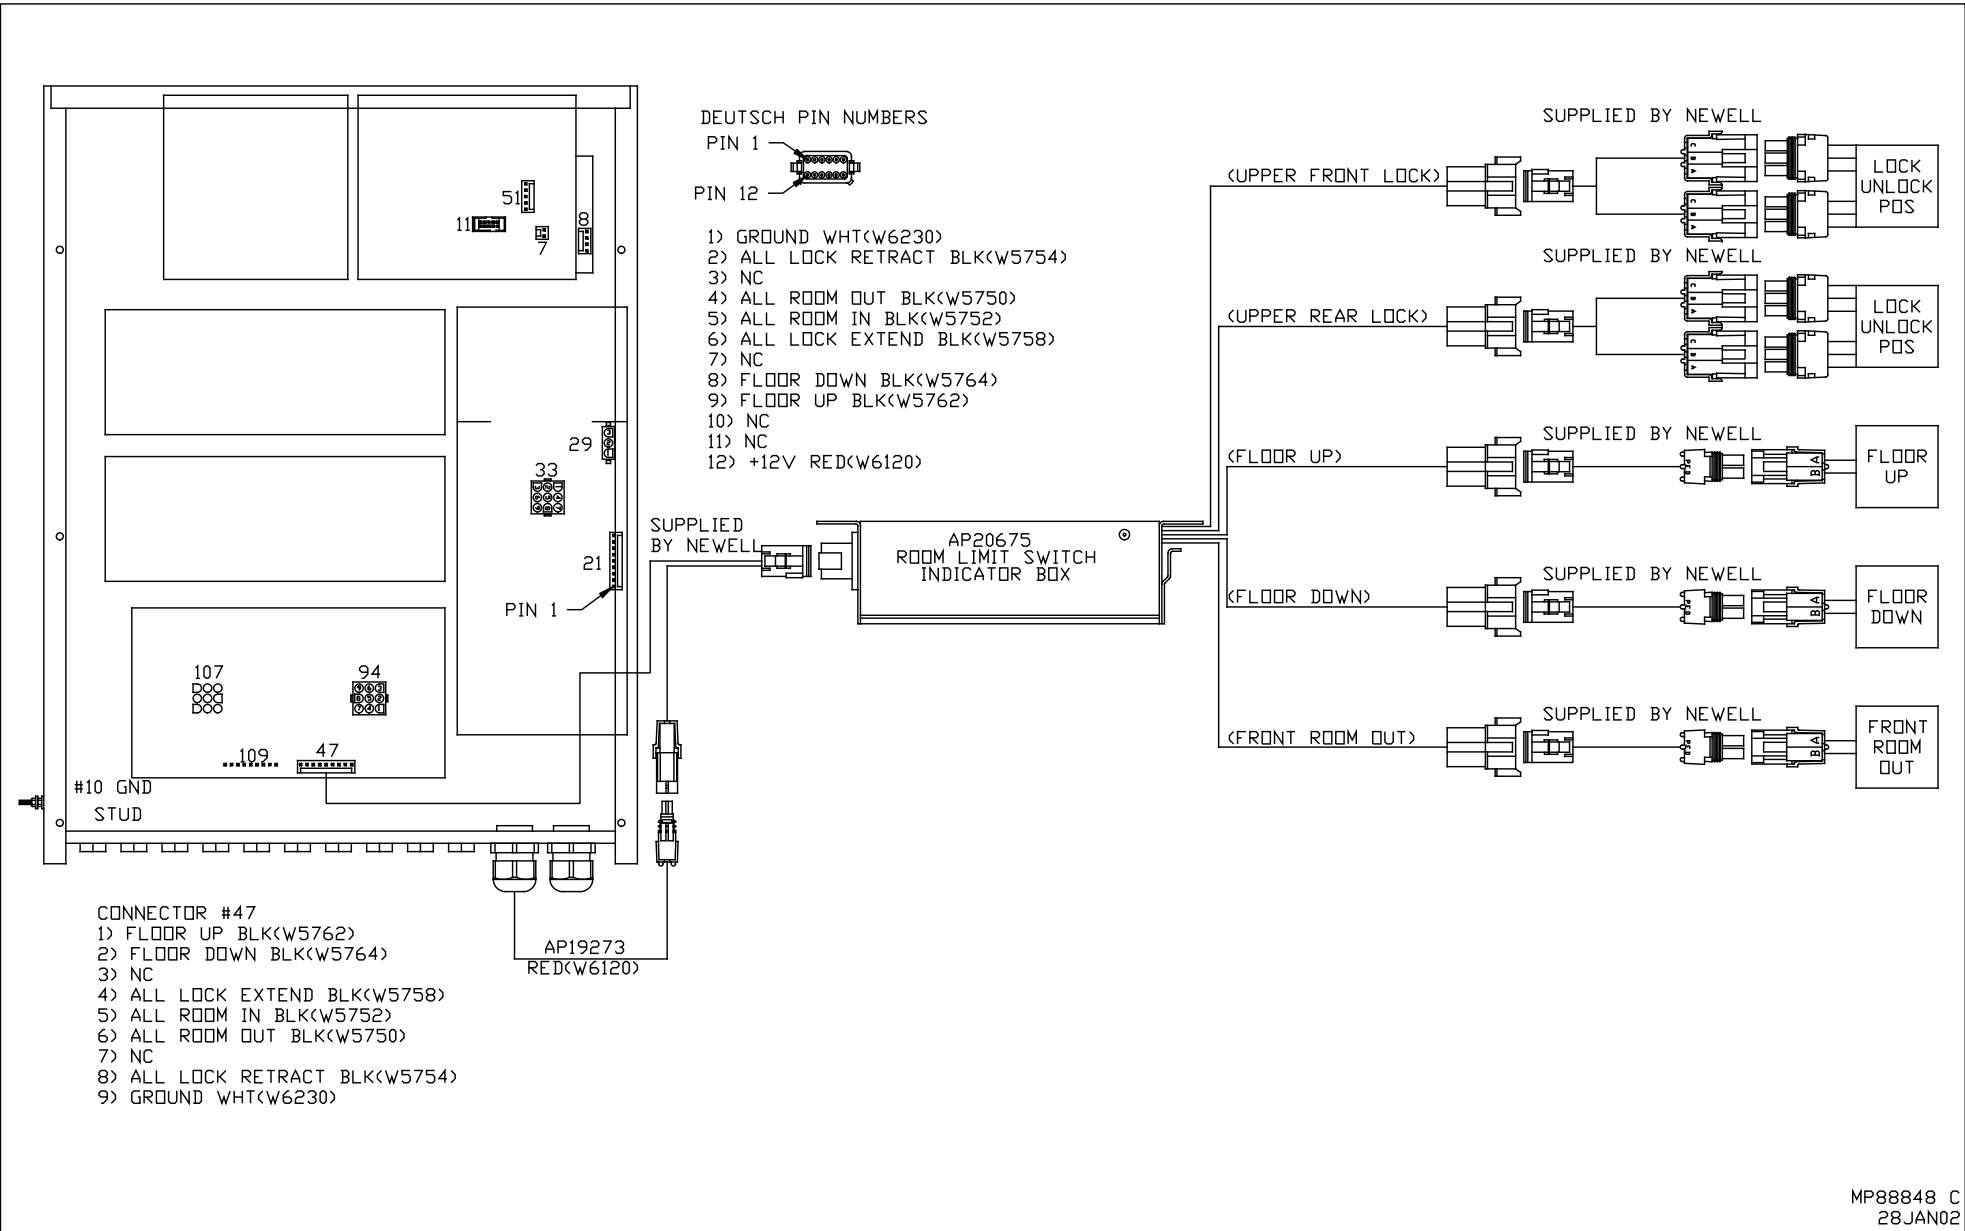 DEUTSCH PIN NUMBERS
PIN 1
PIN 12
1) GROUND WHT(W6230)
2) ALL LOCK RETRACT BLK(W5754)
3) NC
4) ALL ROOM OUT BLK(W5750)
5) ALL ROOM IN BLK(W5752)
6) ALL LOCK EXTEND BLK(W5758)
7) NC
8) FLOOR DOWN BLK(W5764)
9) FLOOR UP BLK(W5762)
10) NC
11) NC
12) +12V RED(W6120)
51
11
7
8
29
33
21
PIN 1
107
94
109
47
#10 GND
STUD
SUPPLIED
BY NEWELL
AP20675
ROOM LIMIT SWITCH
INDICATOR BOX
AP19273
RED(W6120)
CONNECTOR #47
1) FLOOR UP BLK(W5762)
2) FLOOR DOWN BLK(W5764)
3) NC
4) ALL LOCK EXTEND BLK(W5758)
5) ALL ROOM IN BLK(W5752)
6) ALL ROOM OUT BLK(W5750)
7) NC
8) ALL LOCK RETRACT BLK(W5754)
9) GROUND WHT(W6230)
SUPPLIED BY NEWELL
(UPPER FRONT LOCK)
C B A
C B A
LOCK
UNLOCK
POS
SUPPLIED BY NEWELL
(UPPER REAR LOCK)
C B A
C B A
LOCK
UNLOCK
POS
SUPPLIED BY NEWELL
(FLOOR UP)
B A
FLOOR
UP
SUPPLIED BY NEWELL
(FLOOR DOWN)
B A
FLOOR
DOWN
SUPPLIED BY NEWELL
(FRONT ROOM OUT)
B A
FRONT
ROOM
OUT
MP88848 C
28JAN02